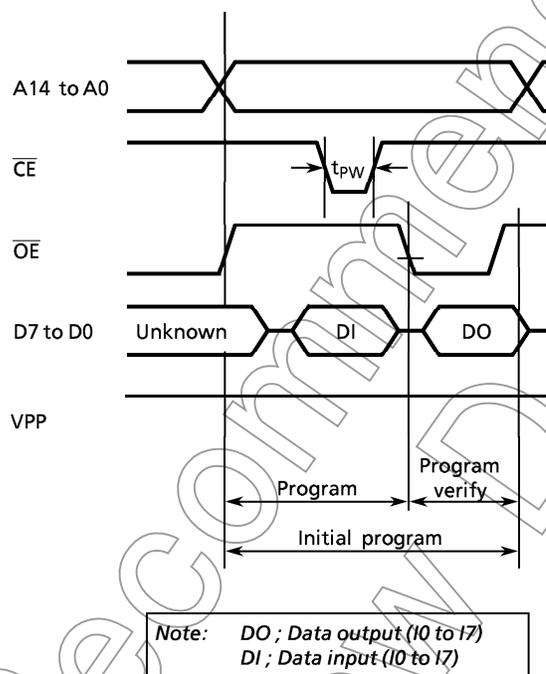 A14 to A0
CE
tPW
OE
D7 to D0
Unknown
DI
DO
VPP
Program
Program
verify
Initial program
Note: DO ; Data output (I0 to I7)
DI ; Data input (I0 to I7)